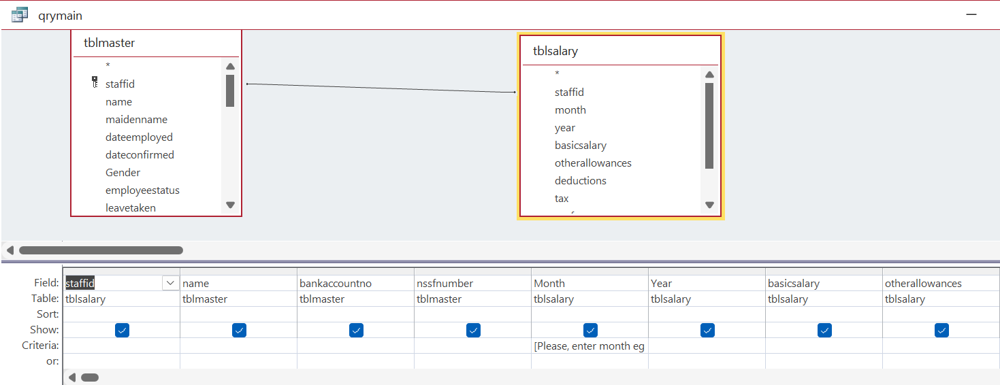 qrymain
tblmaster
*
staffid
name
maidenname
dateemployed
dateconfirmed
Gender
employeestatus
leavetaken
tblsalary
*
staffid
month
year
basicsalary
otherallowances
deductions
tax
Field: staffid name bankaccountno nssfnumber Month Year basicsalary otherallowances
Table: tblsalary tblmaster tblmaster tblmaster tblsalary tblsalary tblsalary tblsalary
Sort:
Show:
Criteria: [Please, enter month eg
or: